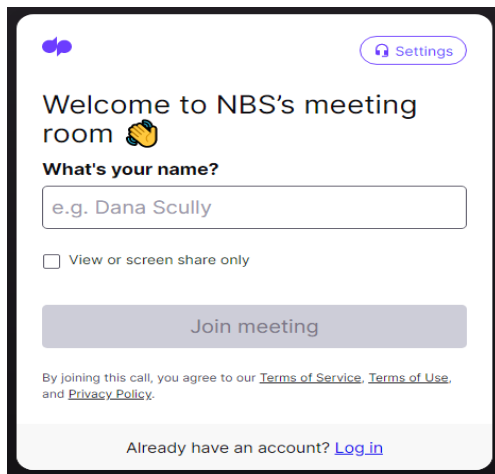 Settings
Welcome to NBS’s meeting
room 👋
What's your name?
e.g. Dana Scully
View or screen share only
Join meeting
By joining this call, you agree to our Terms of Service, Terms of Use,
and Privacy Policy.
Already have an account? Log in